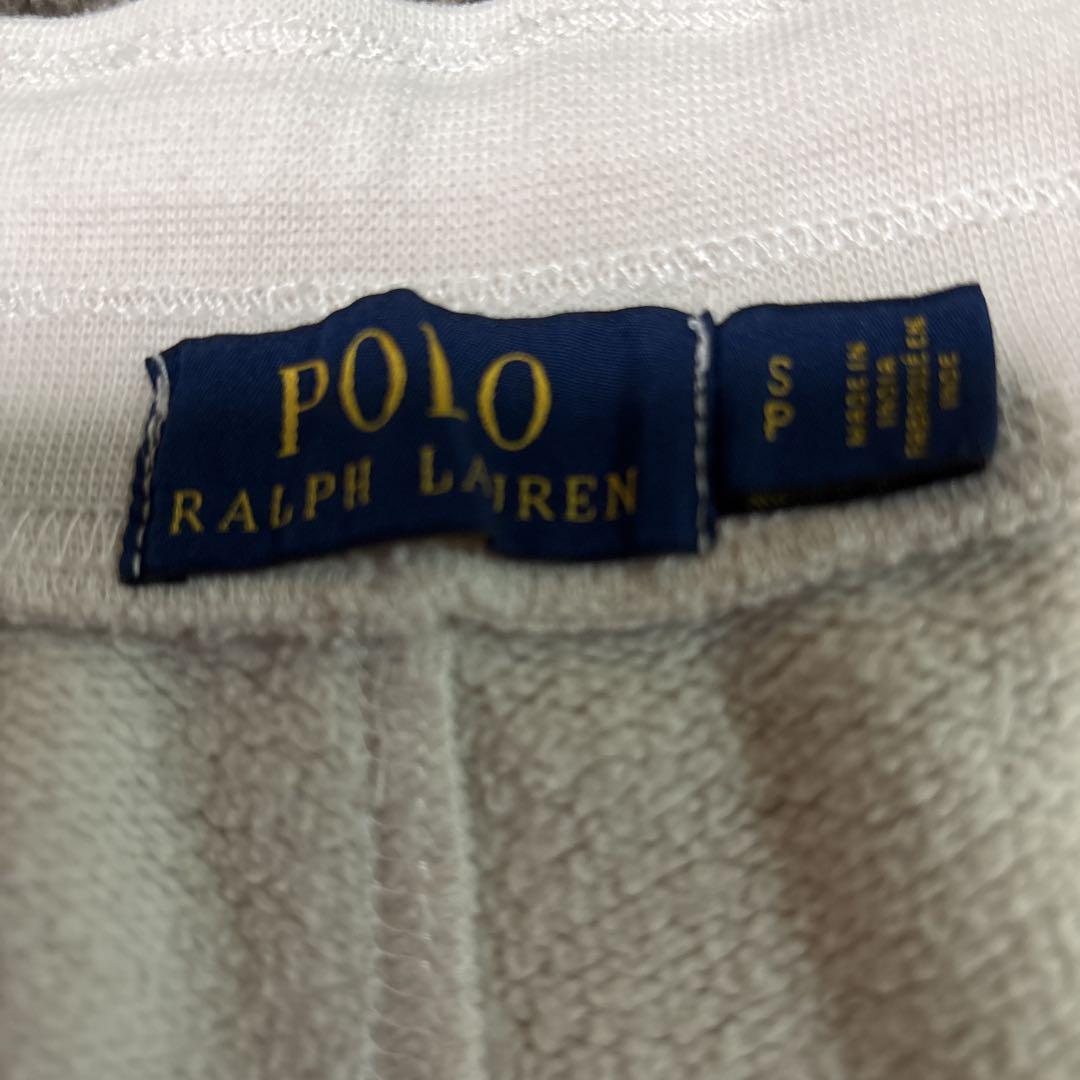 POLO
RALPH LAUREN
S
P
MADE IN
INDIA
FABRIQUÉ EN
INDE